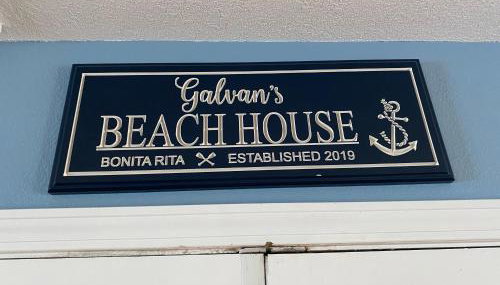 Galvan's
BEACH HOUSE
BONITA RITA ESTABLISHED 2019